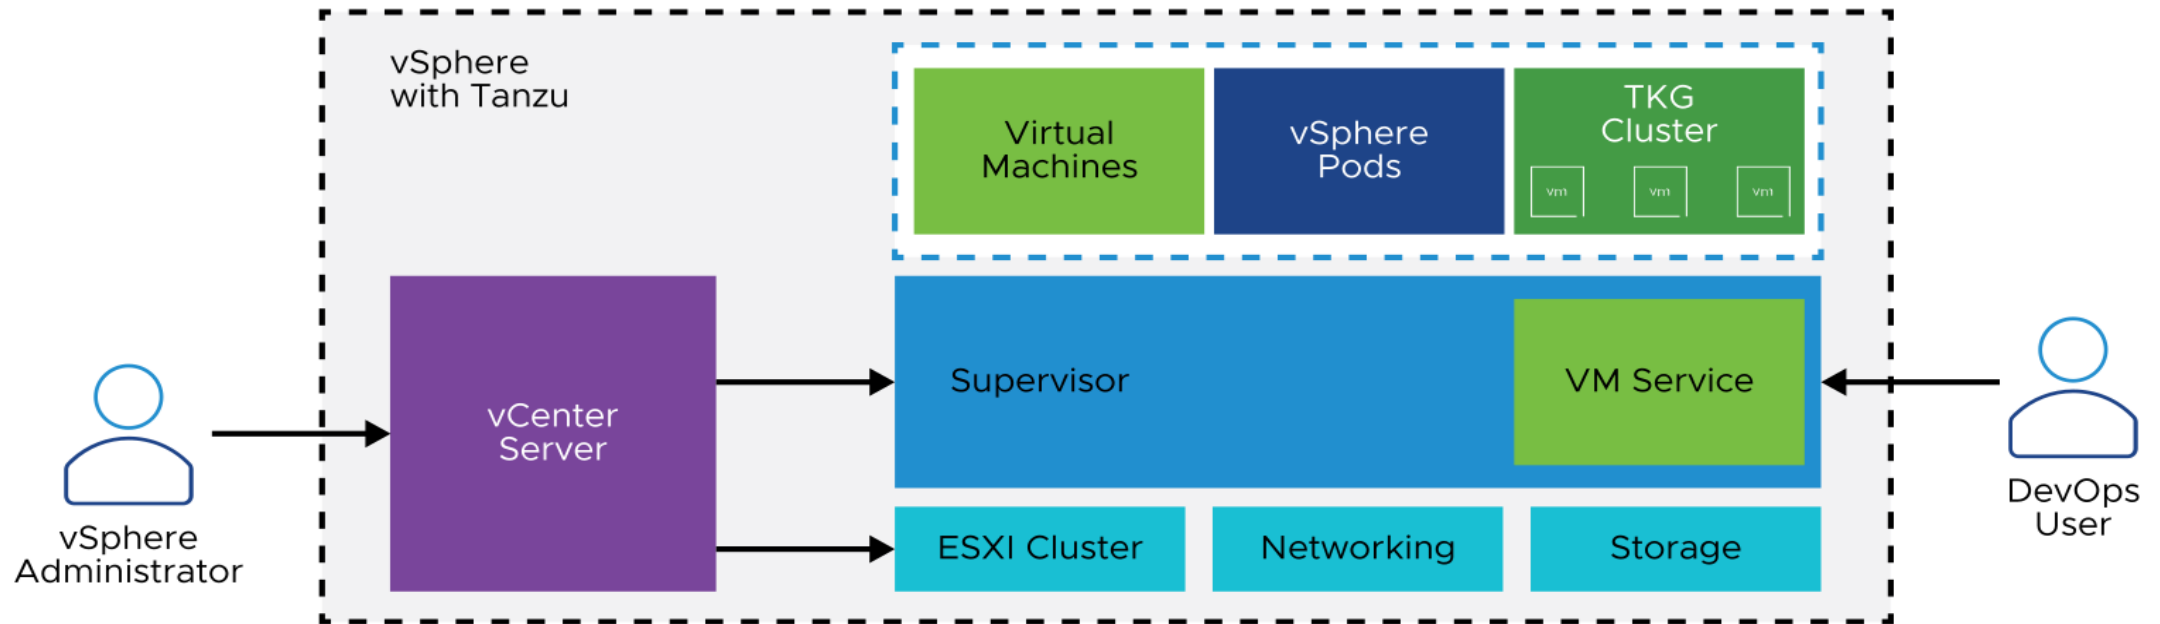 vSphere
with Tanzu
Virtual
Machines
vSphere
Pods
TKG
Cluster
vm
vm
vm
vCenter
Server
Supervisor
VM Service
ESXI Cluster
Networking
Storage
vSphere
Administrator
DevOps
User